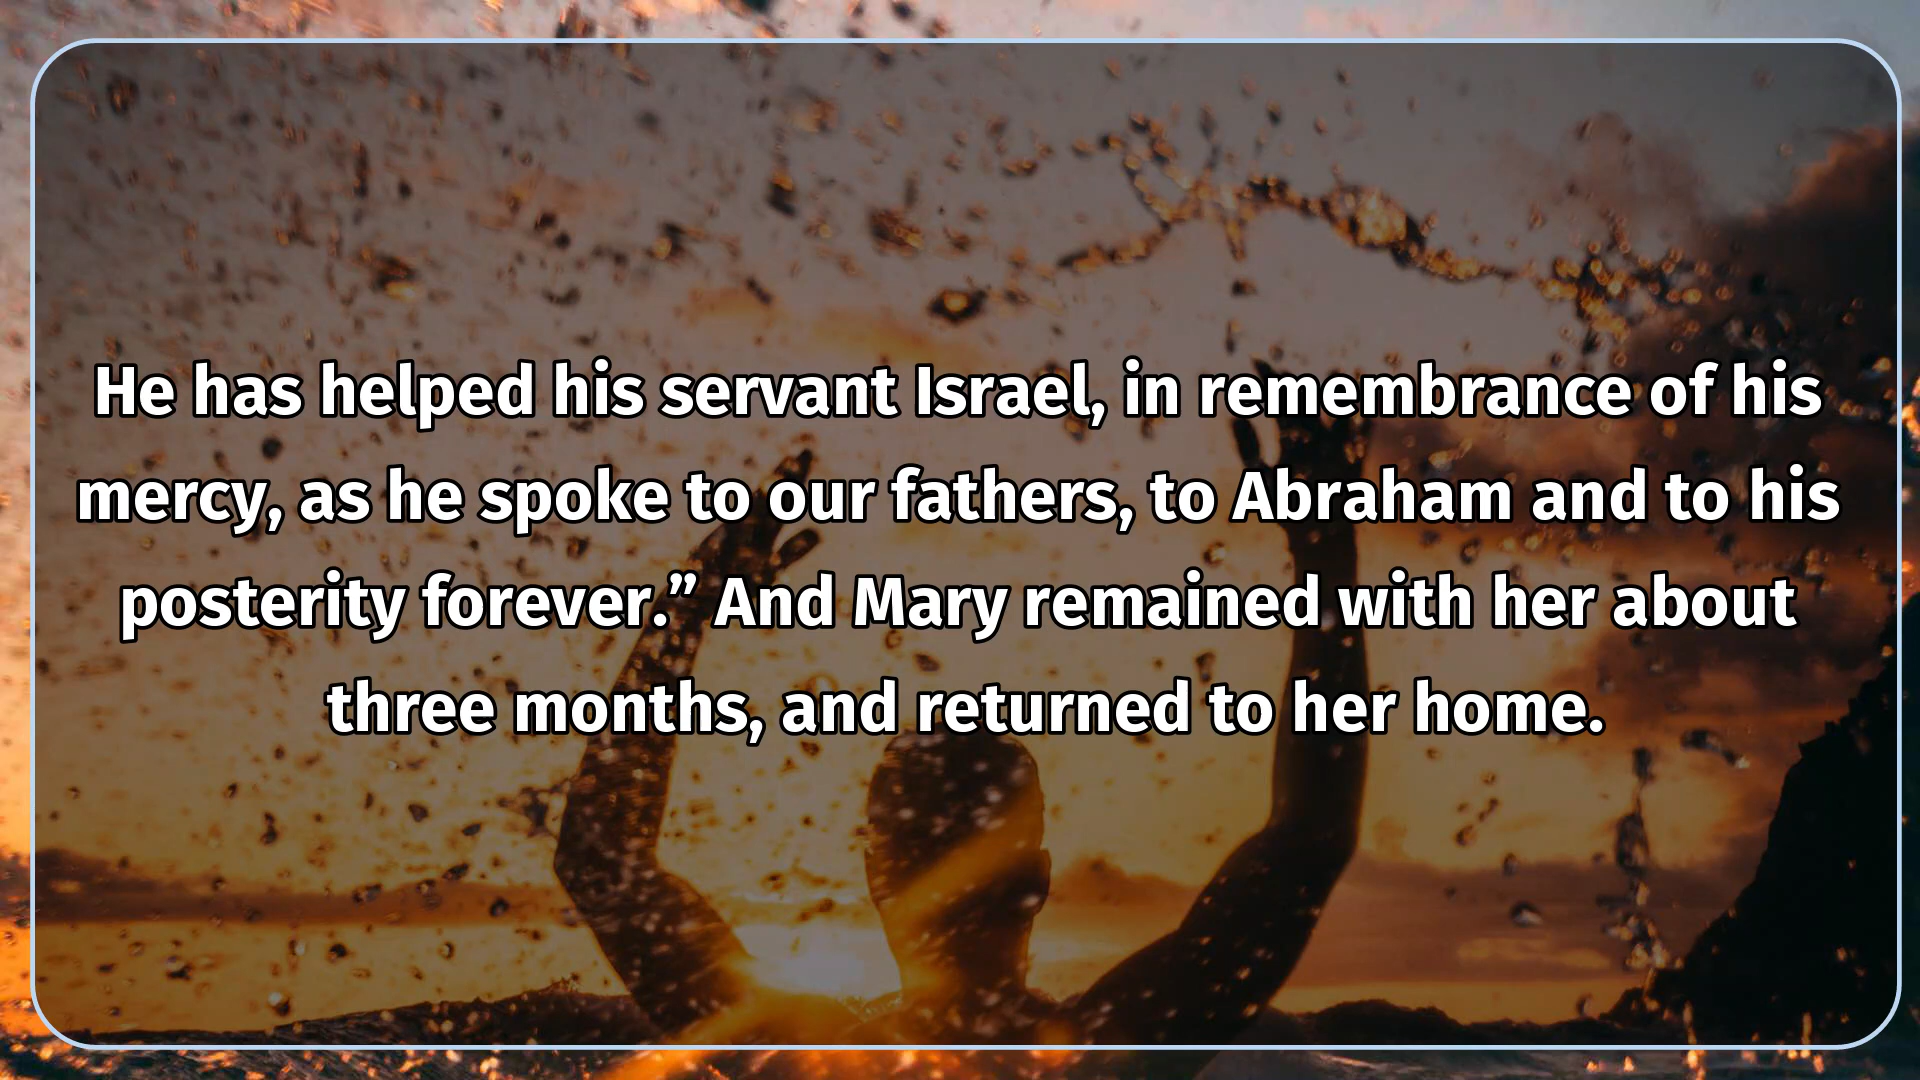 He has helped his servant Israel, in remembrance of his
mercy, as he spoke to our fathers, to Abraham and to his
posterity forever.” And Mary remained with her about
three months, and returned to her home.